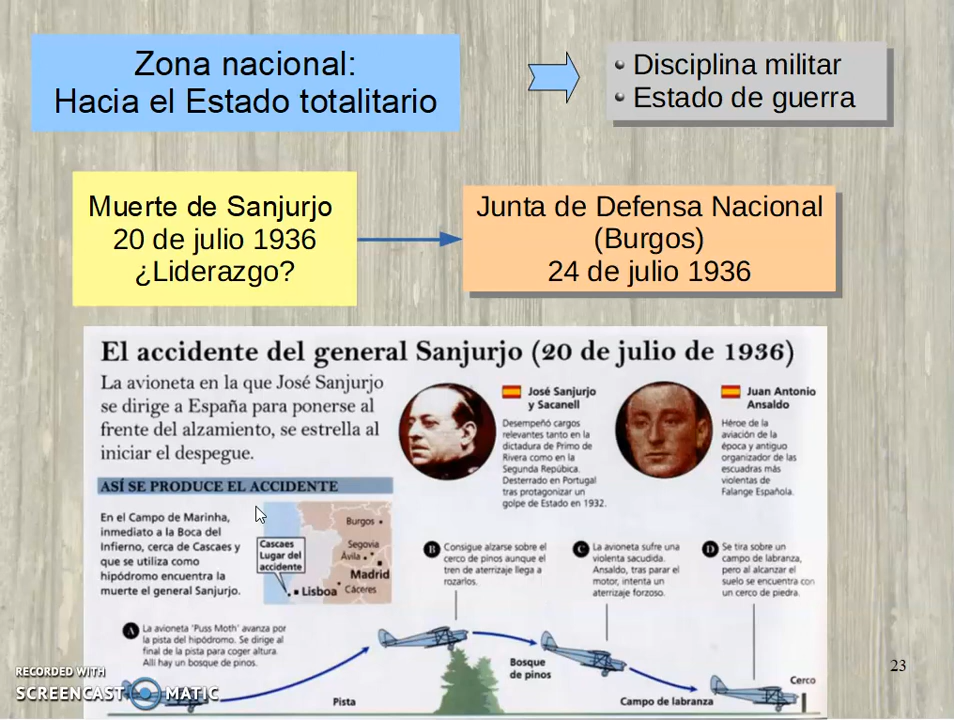 Zona nacional:
Hacia el Estado totalitario
Disciplina militar
Estado de guerra
Muerte de Sanjurjo
20 de julio 1936
¿Liderazgo?
Junta de Defensa Nacional
(Burgos)
24 de julio 1936
El accidente del general Sanjurjo (20 de julio de 1936)
La avioneta en la que José Sanjurjo
se dirige a España para ponerse al
frente del alzamiento, se estrella al
iniciar el despegue.
José Sanjurjo
y Sacanell
Desempeñó cargos
relevantes tanto en la
dictadura de Primo de
Rivera como en la
Segunda Repúbica.
Desterrado en Portugal
tras protagonizar un
golpe de Estado en 1932.
Juan Antonio
Ansaldo
Héroe de la
aviación de la
época y antiguo
organizador de las
escuadras más
violentas de
Falange Española.
ASÍ SE PRODUCE EL ACCIDENTE
En el Campo de Marinha,
inmediato a la Boca del
Infierno, cerca de Cascaes y
que se utiliza como
hipódromo encuentra la
muerte el general Sanjurjo.
Burgos
Segovia
Ávila
Madrid
Cáceres
Lisboa
Cascaes
Lugar del
accidente
A La avioneta 'Puss Moth' avanza por
la pista del hipódromo. Se dirige al
final de la pista para coger altura.
Allí hay un bosque de pinos.
B Consigue alzarse sobre el
cerco de pinos aunque el
tren de aterrizaje llega a
rozarlos.
C La avioneta sufre una
violenta sacudida.
Ansaldo, tras parar el
motor, intenta un
aterrizaje forzoso.
D Se tira sobre un
campo de labranza,
pero al alcanzar el
suelo se encuentra con
un cerco de piedra.
Pista
Bosque
de pinos
Campo de labranza
Cerco
23
RECORDED WITH
SCREENCAST MATIC